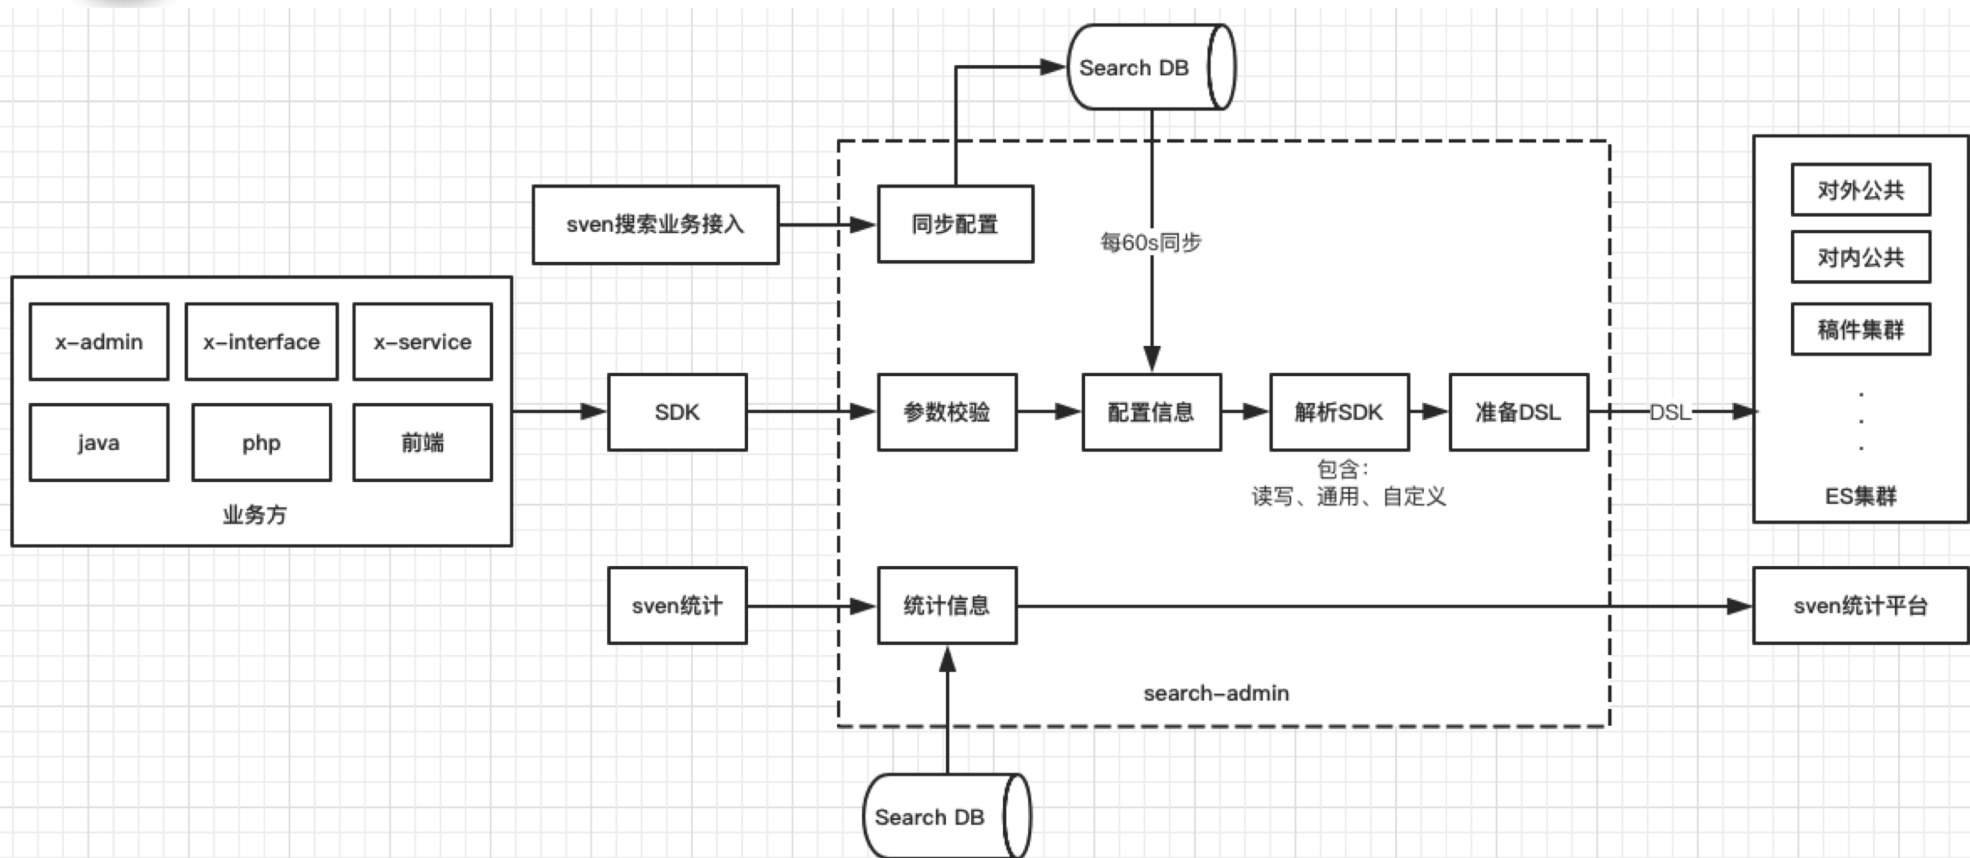 Search DB
sven搜索业务接入
同步配置
每60s同步
对外公共
对内公共
稿件集群
.
.
.
ES集群
x-admin
x-interface
x-service
java
php
前端
业务方
SDK
参数校验
配置信息
解析SDK
准备DSL
DSL
包含：
读写、通用、自定义
sven统计
统计信息
sven统计平台
search-admin
Search DB